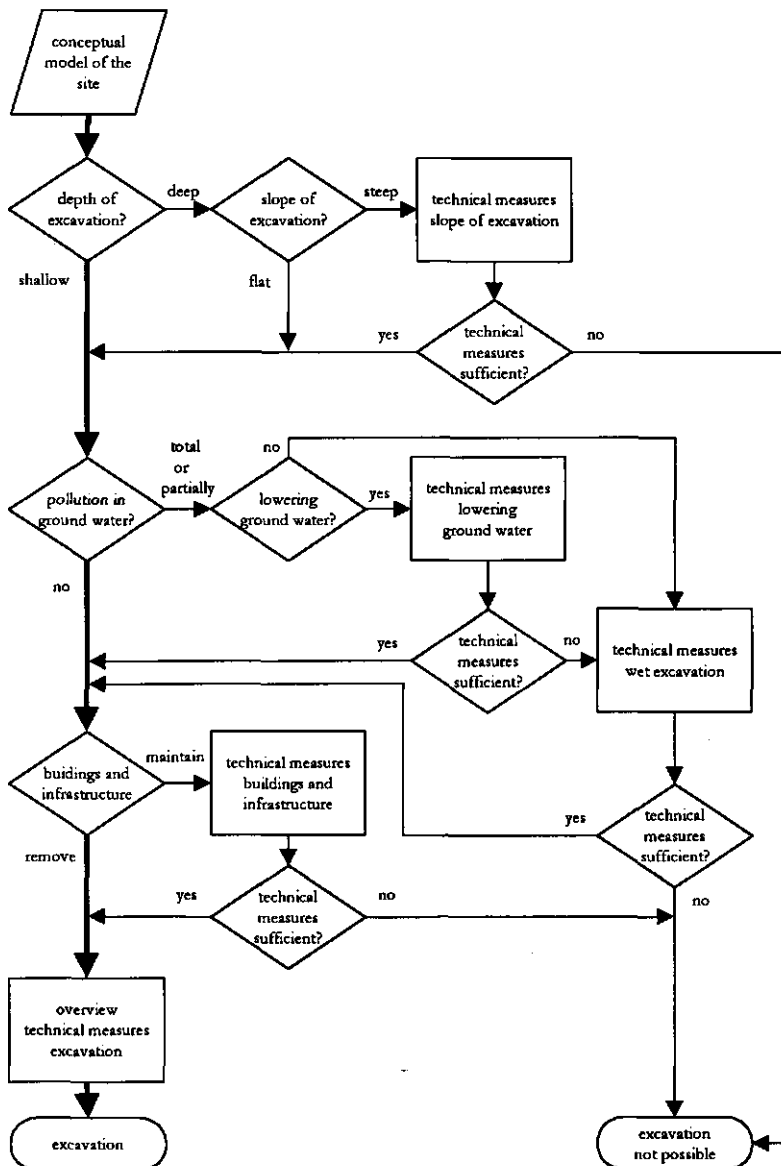 conceptual
model of the
site
depth of
excavation?
deep
slope of
excavation?
steep
technical measures
slope of excavation
shallow
flat
yes
technical
measures
sufficient?
no
pollution in
ground water?
total
or
partially
no
lowering
ground water?
yes
technical measures
lowering
ground water
no
yes
technical
measures
sufficient?
no
technical measures
wet excavation
buidings and
infrastructure
maintain
technical measures
buildings and
infrastructure
yes
technical
measures
sufficient?
remove
yes
technical
measures
sufficient?
no
no
overview
technical measures
excavation
excavation
excavation
not possible